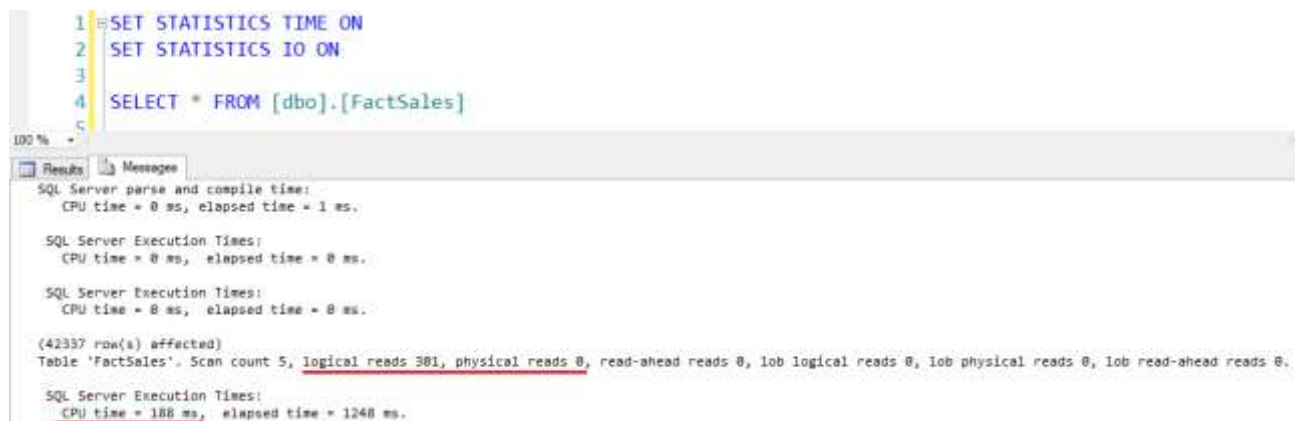 1 SET STATISTICS TIME ON
2 SET STATISTICS IO ON
3
4 SELECT * FROM [dbo].[FactSales]
5
100 %
Results Messages
SQL Server parse and compile time:
CPU time = 0 ms, elapsed time = 1 ms.
SQL Server Execution Times:
CPU time = 0 ms, elapsed time = 0 ms.
SQL Server Execution Times:
CPU time = 0 ms, elapsed time = 0 ms.
(42337 row(s) affected)
Table 'FactSales'. Scan count 5, logical reads 301, physical reads 0, read-ahead reads 0, lob logical reads 0, lob physical reads 0, lob read-ahead reads 0.
SQL Server Execution Times:
CPU time = 188 ms, elapsed time = 1248 ms.